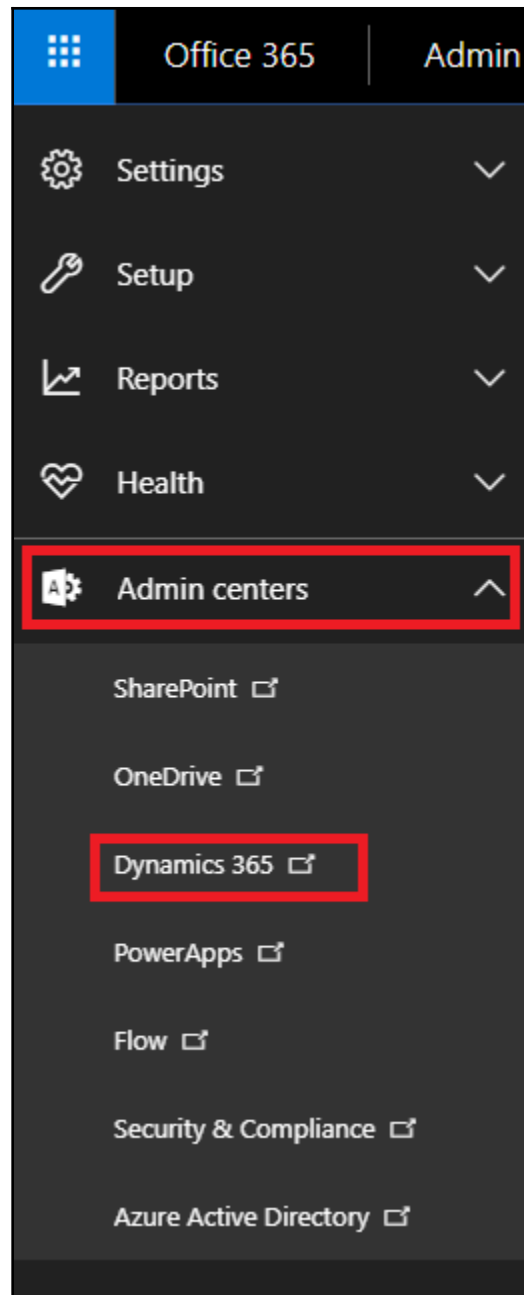 Office 365 Admin
Settings
Setup
Reports
Health
Admin centers
SharePoint
OneDrive
Dynamics 365
PowerApps
Flow
Security & Compliance
Azure Active Directory